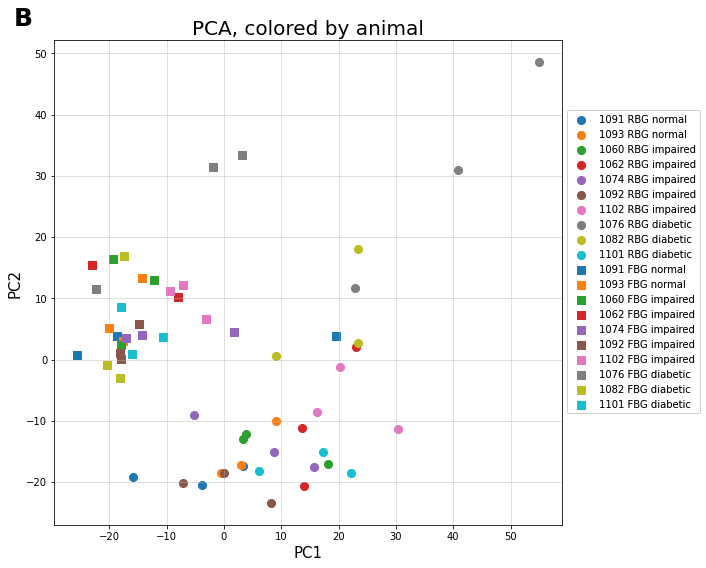 B
PCA, colored by animal
50
40
30
20
10
0
−10
−20
PC2
−20
−10
0
10
20
30
40
50
PC1
1091 RBG normal
1093 RBG normal
1060 RBG impaired
1062 RBG impaired
1074 RBG impaired
1092 RBG impaired
1102 RBG impaired
1076 RBG diabetic
1082 RBG diabetic
1101 RBG diabetic
1091 FBG normal
1093 FBG normal
1060 FBG impaired
1062 FBG impaired
1074 FBG impaired
1092 FBG impaired
1102 FBG impaired
1076 FBG diabetic
1082 FBG diabetic
1101 FBG diabetic